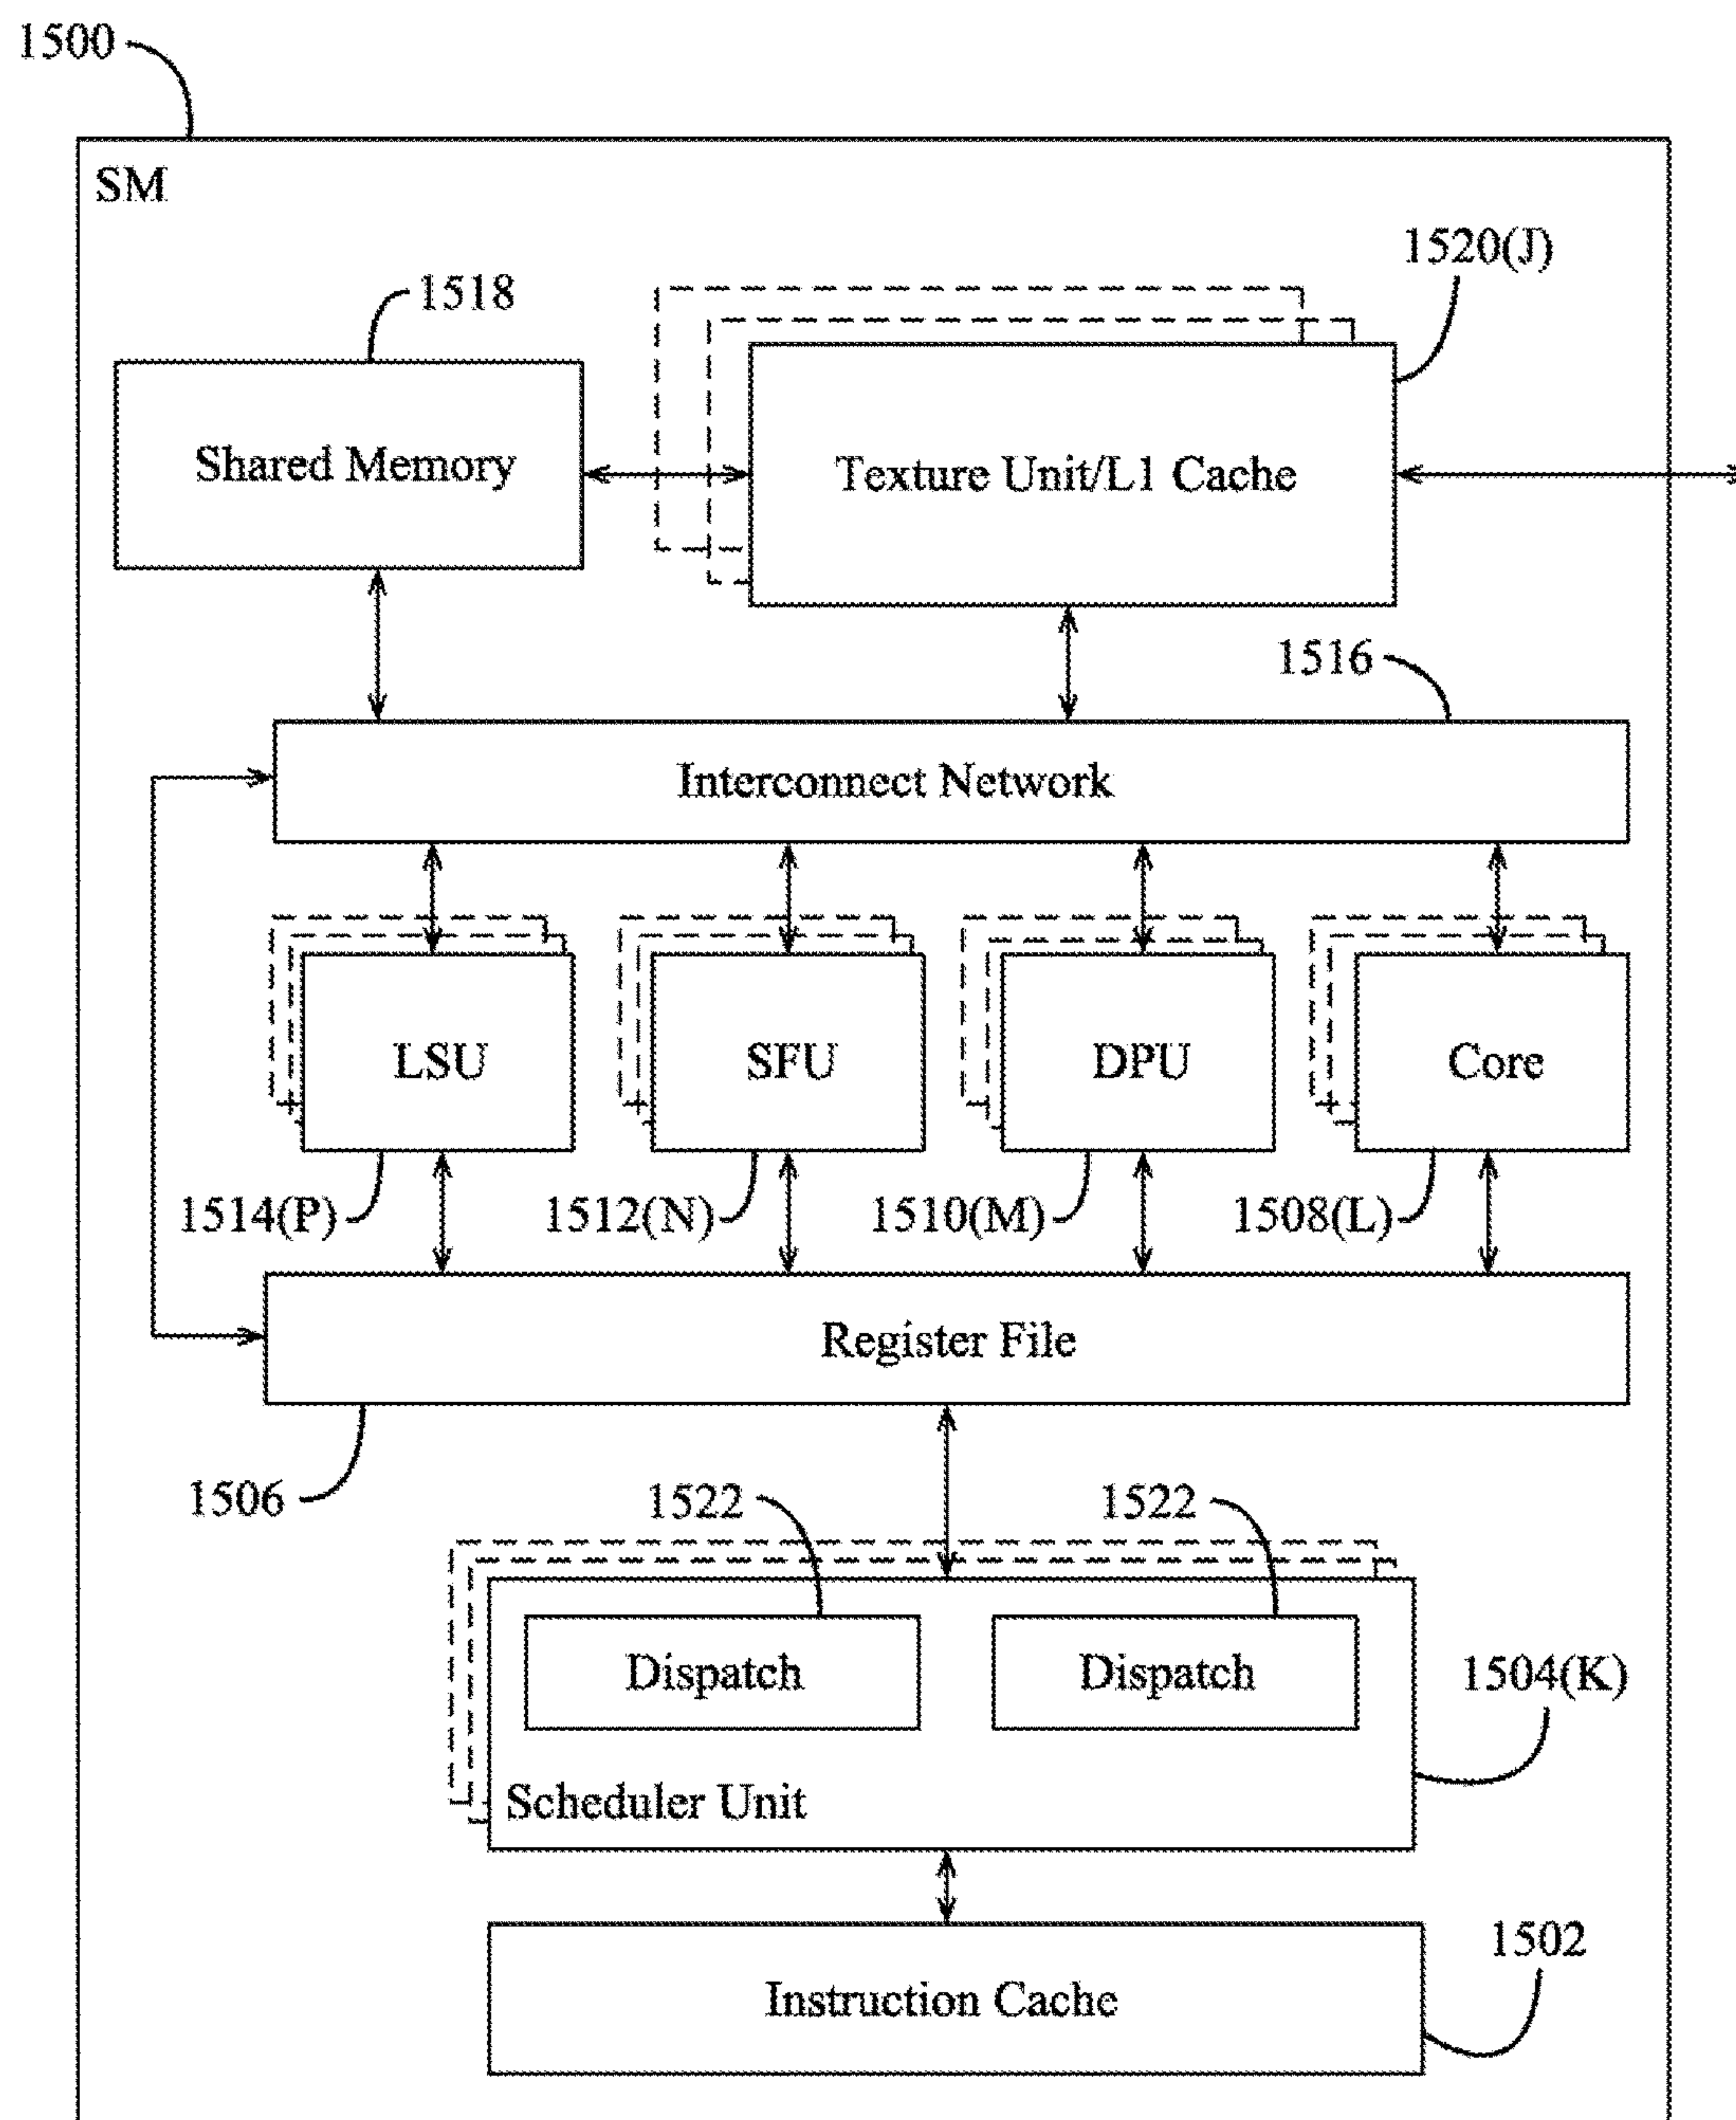 1500
SM
1520(J)
1518
Shared Memory
Texture Unit/L1 Cache
1516
Interconnect Network
LSU
SFU
DPU
Core
1514(P)
1512(N)
1510(M)
1508(L)
Register File
1506
1522
1522
Dispatch
Dispatch
1504(K)
Scheduler Unit
1502
Instruction Cache